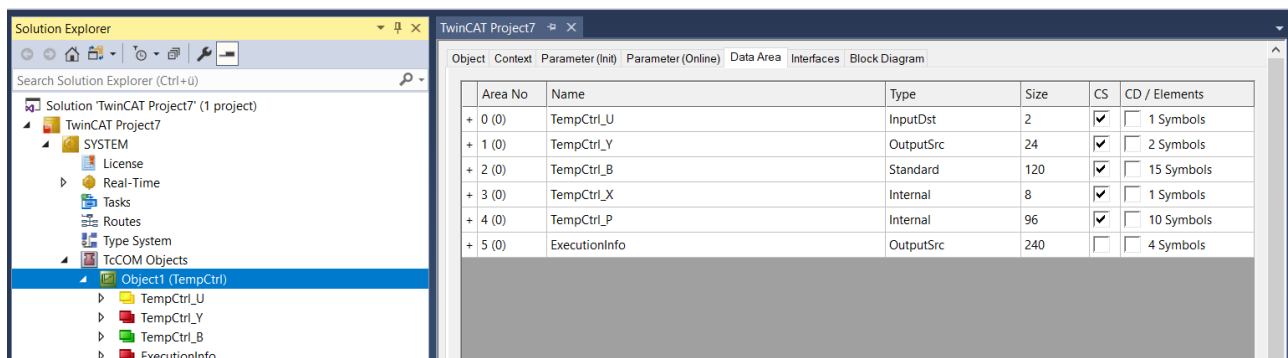 Solution Explorer
Search Solution Explorer (Ctrl+ü)
Solution 'TwinCAT Project7' (1 project)
TwinCAT Project7
SYSTEM
License
Real-Time
Tasks
Routes
Type System
TcCOM Objects
Object1 (TempCtrl)
TempCtrl_U
TempCtrl_Y
TempCtrl_B
ExecutionInfo
TwinCAT Project7
Object Context Parameter (Init) Parameter (Online) Data Area Interfaces Block Diagram
Area No Name Type Size CS CD / Elements
+ 0 (0) TempCtrl_U InputDst 2 1 Symbols
+ 1 (0) TempCtrl_Y OutputSrc 24 2 Symbols
+ 2 (0) TempCtrl_B Standard 120 15 Symbols
+ 3 (0) TempCtrl_X Internal 8 1 Symbols
+ 4 (0) TempCtrl_P Internal 96 10 Symbols
+ 5 (0) ExecutionInfo OutputSrc 240 4 Symbols